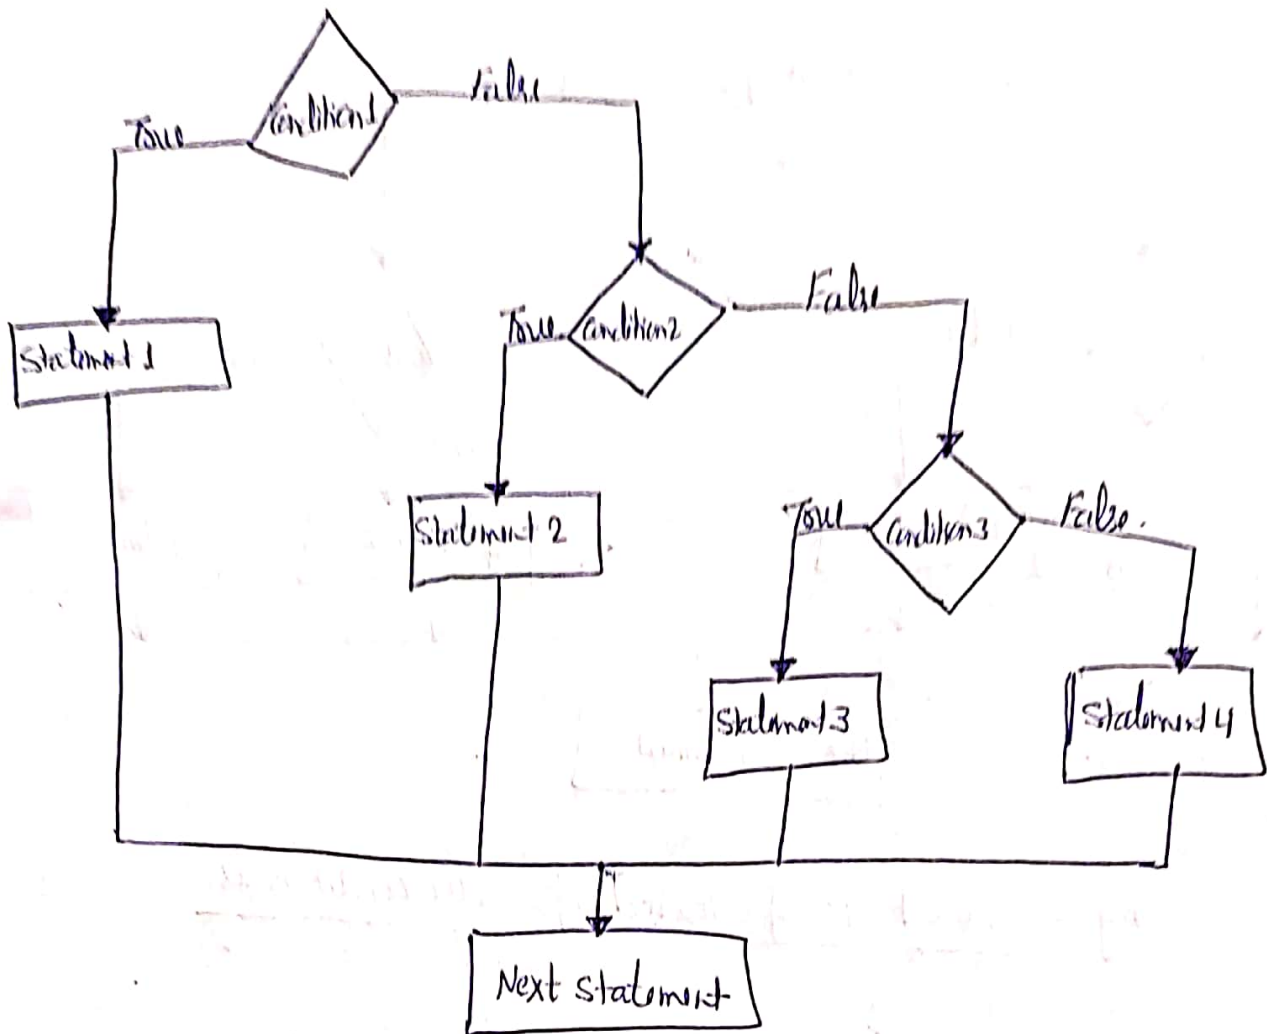 False
True
Condition1
False
True
Condition2
Statement 1
True
False.
Condition3
Statement 2
Statement 3
Statement 4
Next Statement